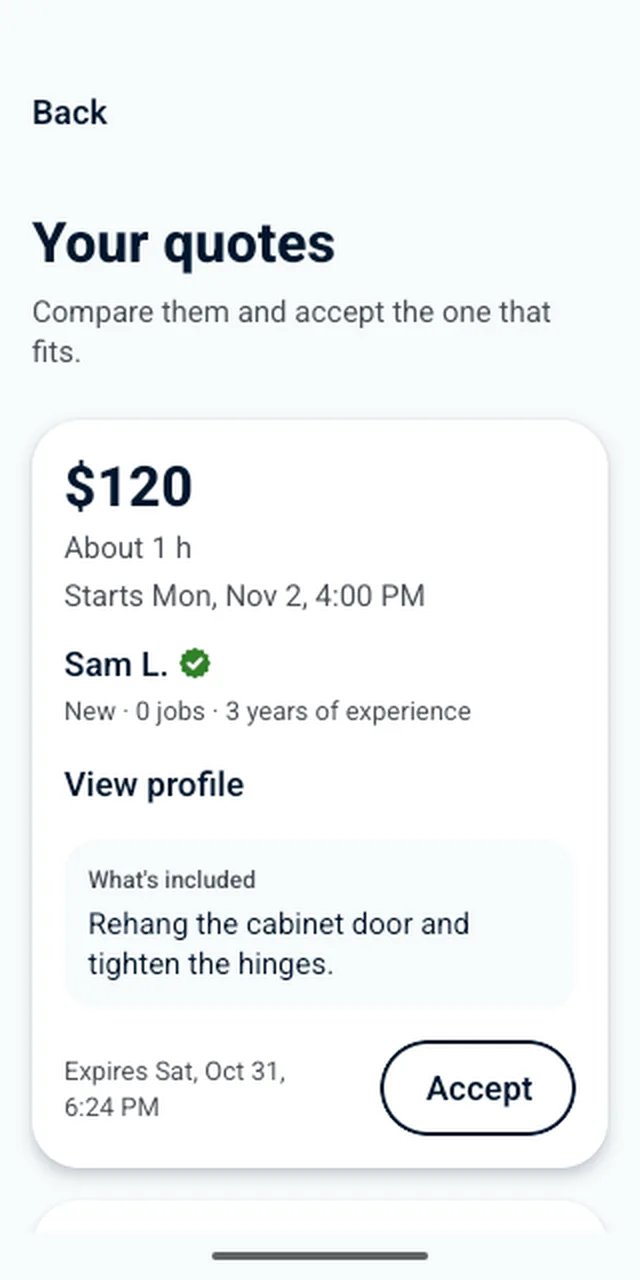 Back
Your quotes
Compare them and accept the one that
fits.
$120
About 1 h
Starts Mon, Nov 2, 4:00 PM
Sam L.
New · 0 jobs · 3 years of experience
View profile
What's included
Rehang the cabinet door and
tighten the hinges.
Expires Sat, Oct 31,
6:24 PM
Accept